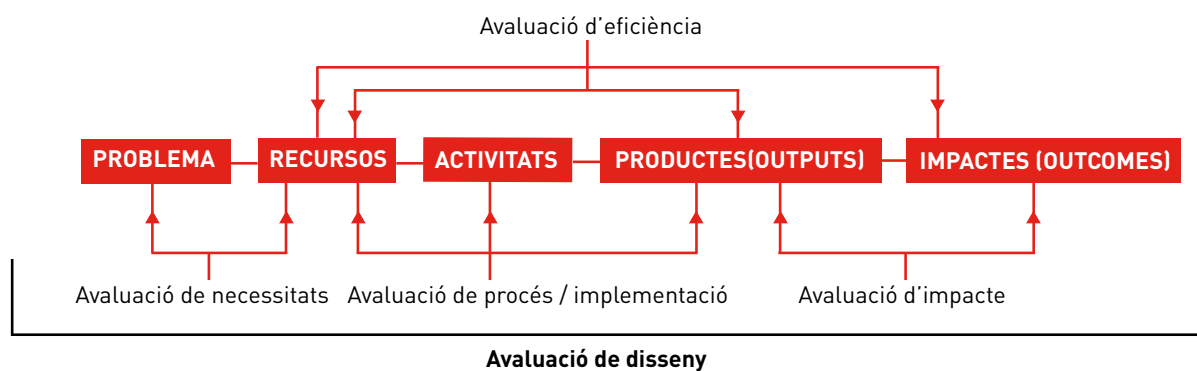 Avaluació d’eficiència
PROBLEMA
RECURSOS
ACTIVITATS
PRODUCTES(OUTPUTS)
IMPACTES (OUTCOMES)
Avaluació de necessitats
Avaluació de procés / implementació
Avaluació d’impacte
Avaluació de disseny